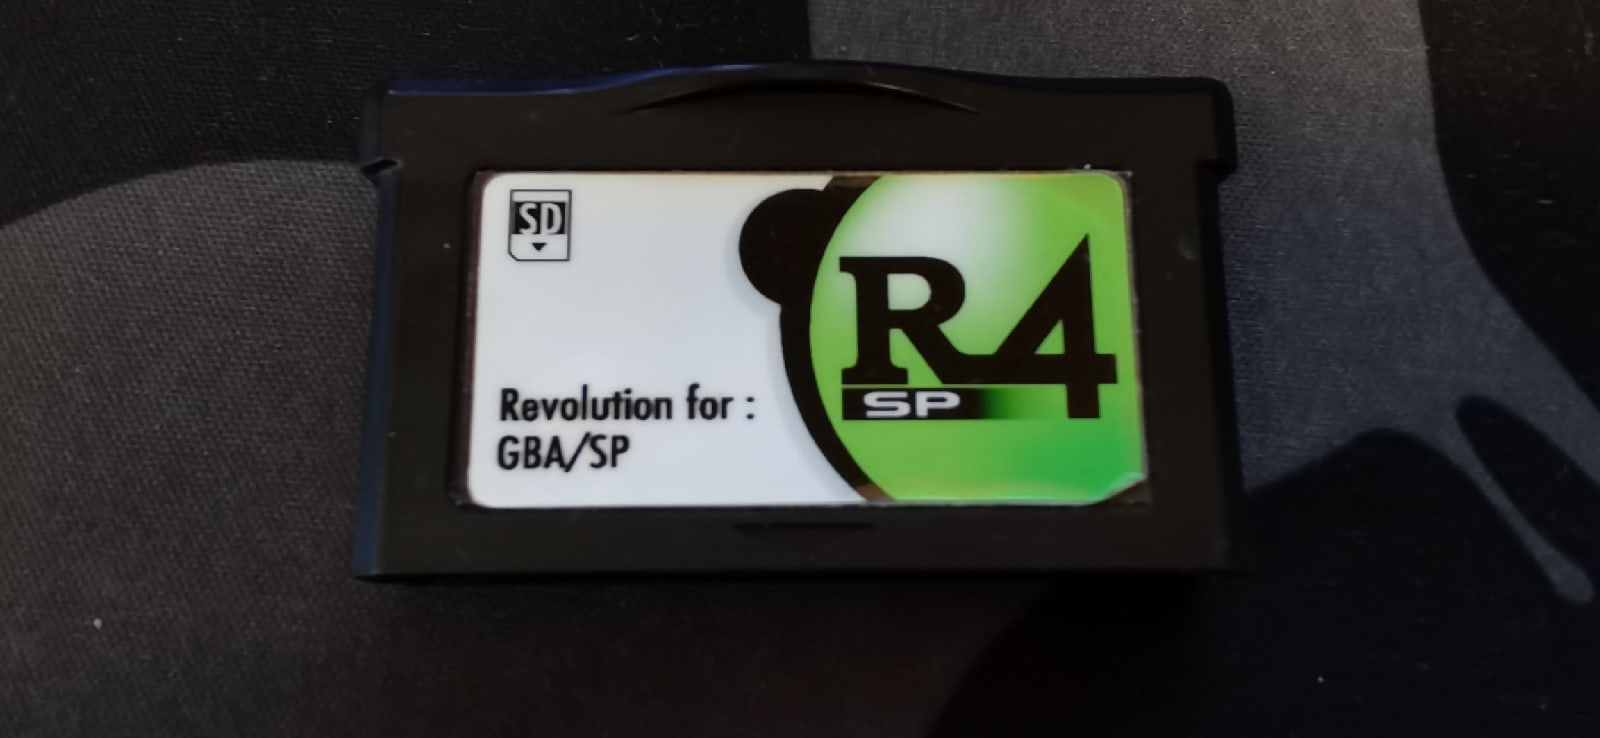 SD
R4
SP
Revolution for :
GBA/SP